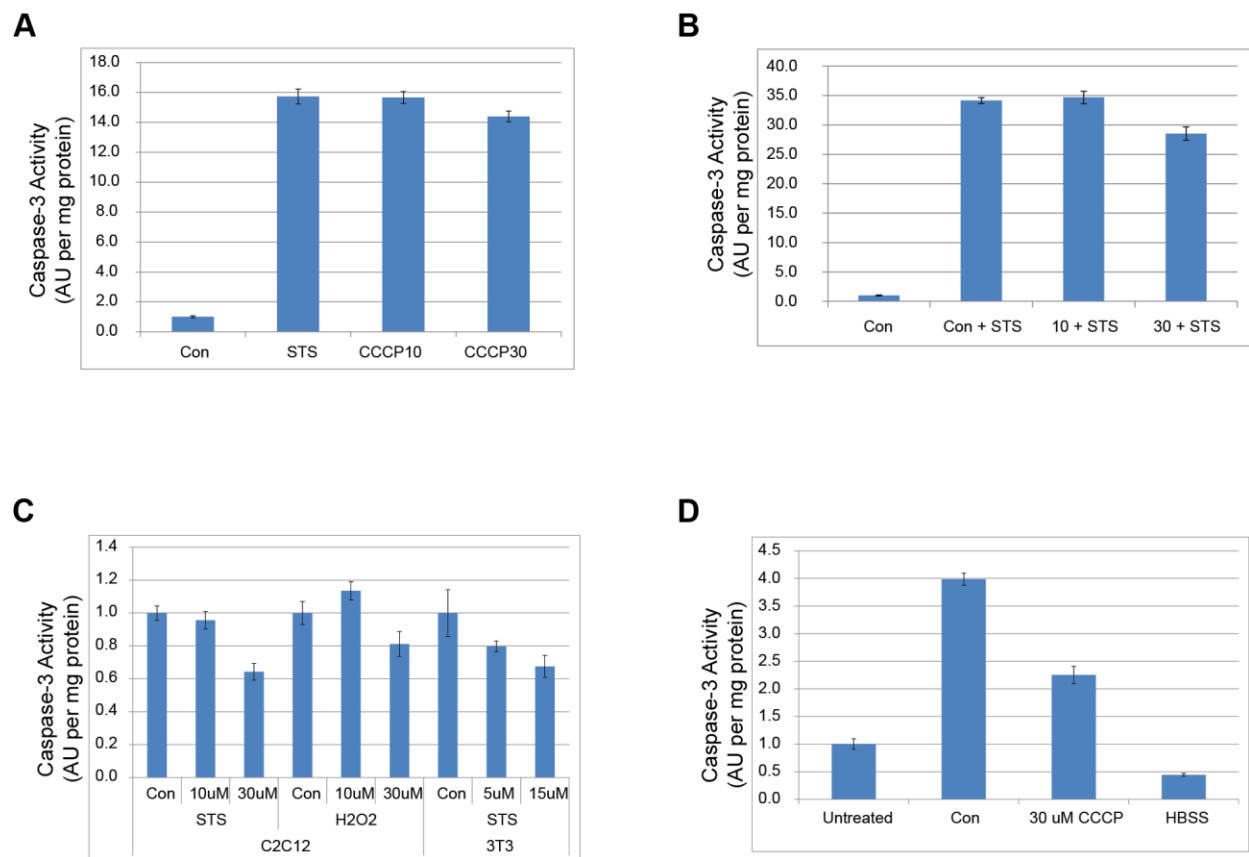 A
Caspase-3 Activity
(AU per mg protein)
18.0
16.0
14.0
12.0
10.0
8.0
6.0
4.0
2.0
0.0
Con STS CCCP10 CCCP30
B
Caspase-3 Activity
(AU per mg protein)
40.0
35.0
30.0
25.0
20.0
15.0
10.0
5.0
0.0
Con Con + STS 10 + STS 30 + STS
C
Caspase-3 Activity
(AU per mg protein)
1.4
1.2
1.0
0.8
0.6
0.4
0.2
0.0
Con 10uM 30uM Con 10uM 30uM Con 5uM 15uM
STS H2O2 STS
C2C12 3T3
D
Caspase-3 Activity
(AU per mg protein)
4.5
4.0
3.5
3.0
2.5
2.0
1.5
1.0
0.5
0.0
Untreated Con 30 uM CCCP HBSS